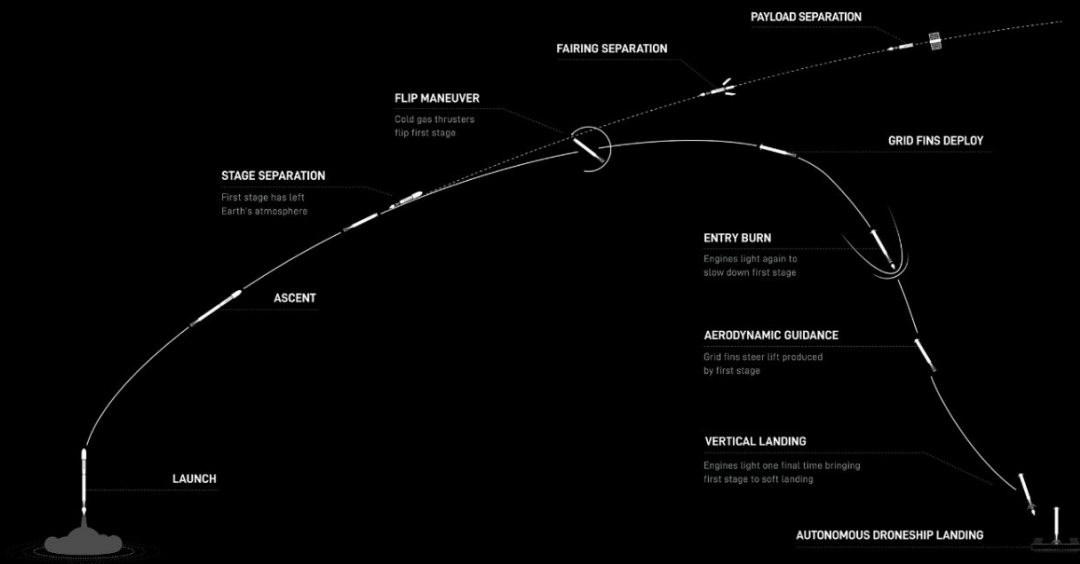 PAYLOAD SEPARATION
FAIRING SEPARATION
FLIP MANEUVER
Cold gas thrusters
flip first stage
GRID FINS DEPLOY
STAGE SEPARATION
First stage has left
Earth's atmosphere
ENTRY BURN
Engines light again to
slow down first stage
ASCENT
AERODYNAMIC GUIDANCE
Grid fins steer lift produced
by first stage
VERTICAL LANDING
Engines light one final time bringing
first stage to soft landing
LAUNCH
AUTONOMOUS DRONESHIP LANDING